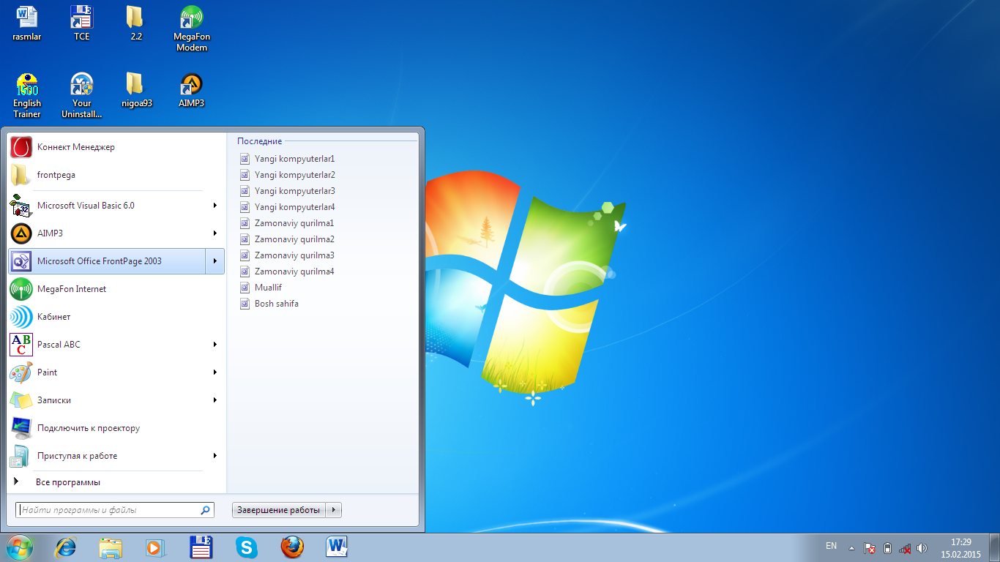 rasmlar
TCE
2.2
MegaFon
Modem
1500
English
Trainer
Your
Uninstall...
nigoa93
AIMP3
Коннект Менеджер
frontpega
Microsoft Visual Basic 6.0
AIMP3
Microsoft Office FrontPage 2003
MegaFon Internet
Кабинет
Pascal ABC
Paint
Записки
Подключить к проектору
Приступая к работе
Все программы
Найти программы и файлы
Последние
Yangi kompyuterlar1
Yangi kompyuterlar2
Yangi kompyuterlar3
Yangi kompyuterlar4
Zamonaviy qurilma1
Zamonaviy qurilma2
Zamonaviy qurilma3
Zamonaviy qurilma4
Muallif
Bosh sahifa
Завершение работы
EN
17:29
15.02.2015